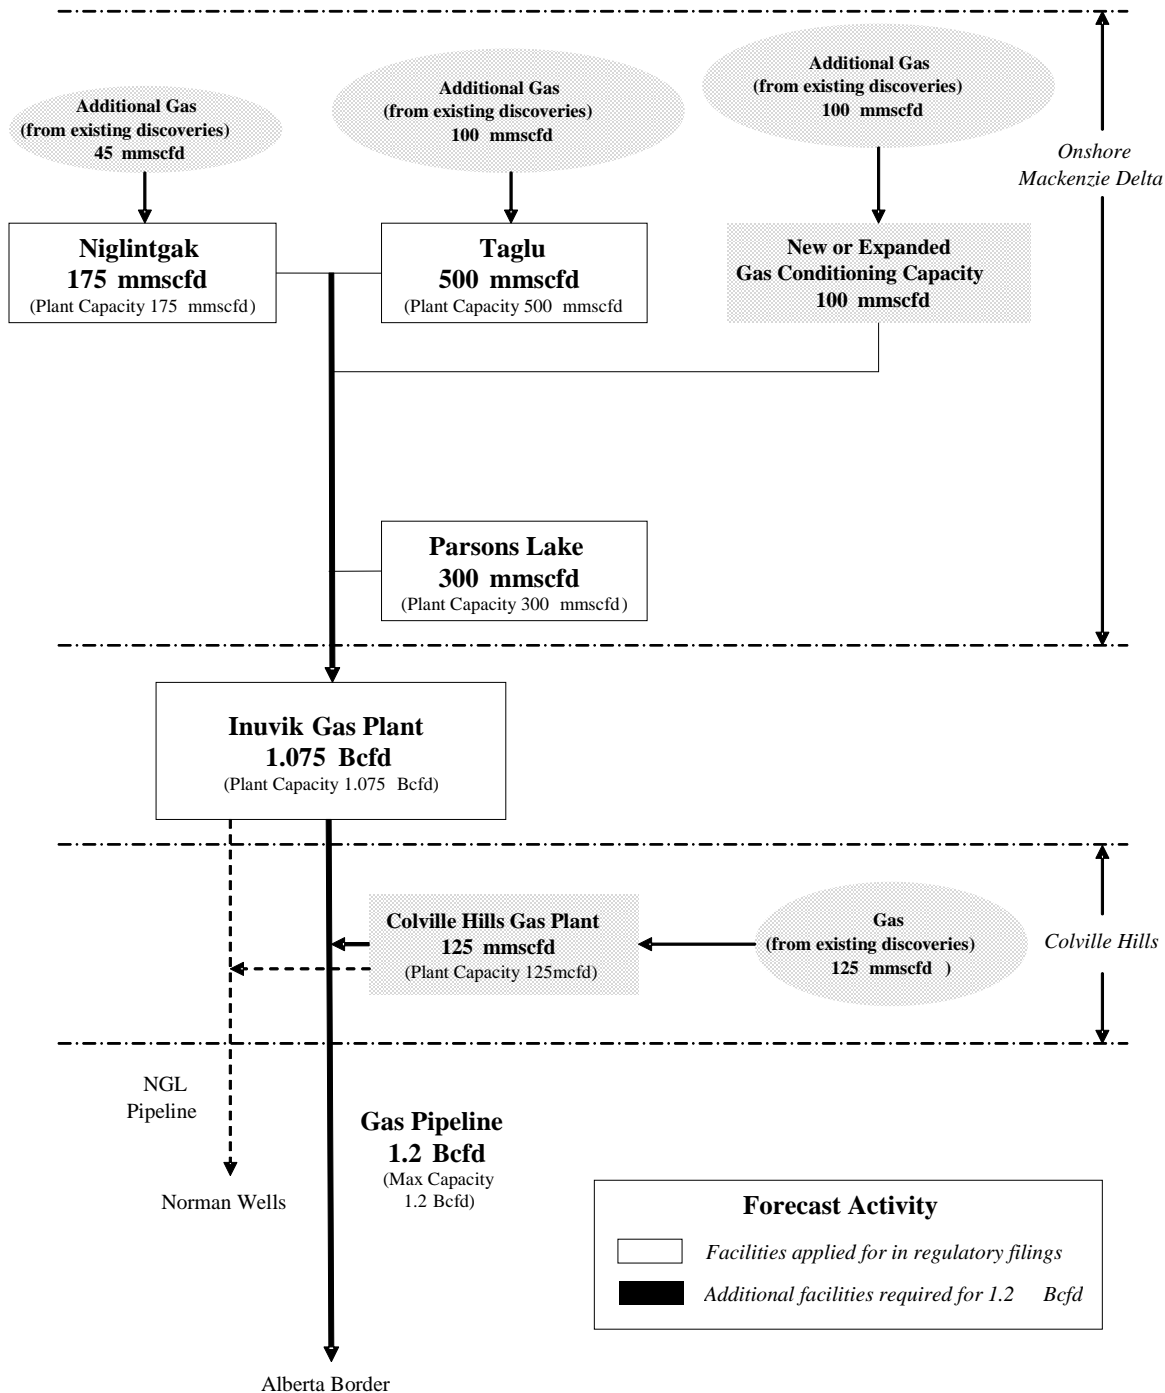 Additional Gas
(from existing discoveries)
45 mmscfd
Additional Gas
(from existing discoveries)
100 mmscfd
Additional Gas
(from existing discoveries)
100 mmscfd
Onshore
Mackenzie Delta
Niglintgak
175 mmscfd
(Plant Capacity 175 mmscfd)
Taglu
500 mmscfd
(Plant Capacity 500 mmscfd
New or Expanded
Gas Conditioning Capacity
100 mmscfd
Parsons Lake
300 mmscfd
(Plant Capacity 300 mmscfd)
Inuvik Gas Plant
1.075 Bcfd
(Plant Capacity 1.075 Bcfd)
Colville Hills Gas Plant
125 mmscfd
(Plant Capacity 125mcfd)
Gas
(from existing discoveries)
125 mmscfd )
Colville Hills
NGL
Pipeline
Gas Pipeline
1.2 Bcfd
(Max Capacity
1.2 Bcfd)
Norman Wells
Forecast Activity
Facilities applied for in regulatory filings
Additional facilities required for 1.2 Bcfd
Alberta Border